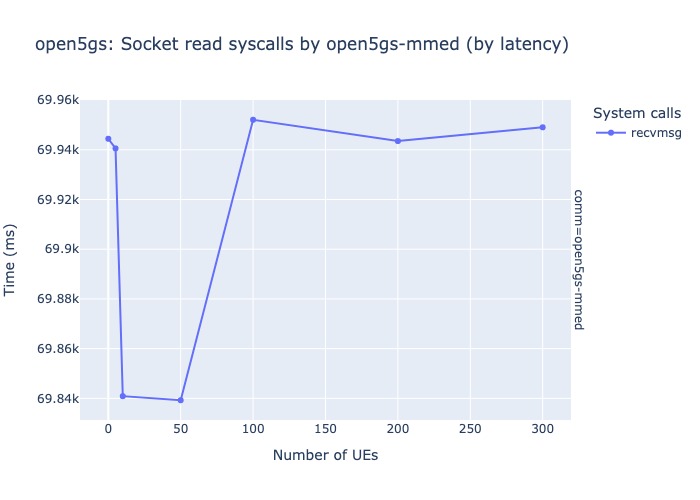 open5gs: Socket read syscalls by open5gs-mmed (by latency)
System calls
recvmsg
69.96k
69.94k
69.92k
69.9k
69.88k
69.86k
69.84k
Time (ms)
comm=open5gs-mmed
0
50
100
150
200
250
300
Number of UEs